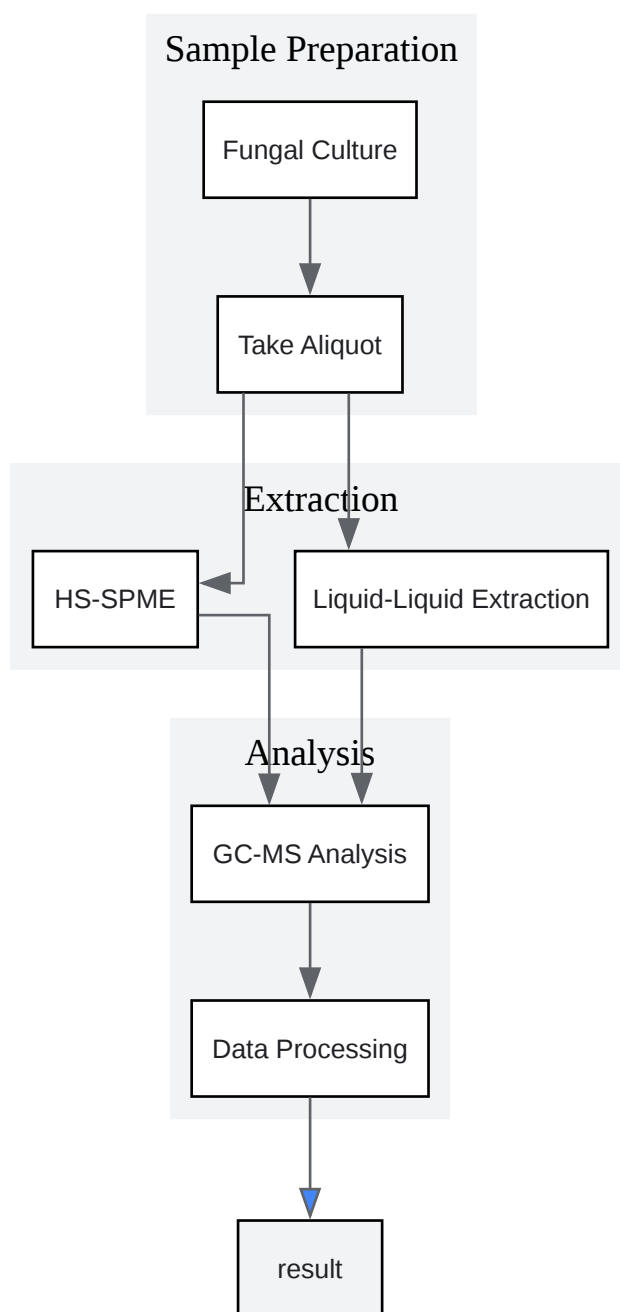 Sample Preparation
Fungal Culture
Take Aliquot
Extraction
HS-SPME
Liquid-Liquid Extraction
Analysis
GC-MS Analysis
Data Processing
result